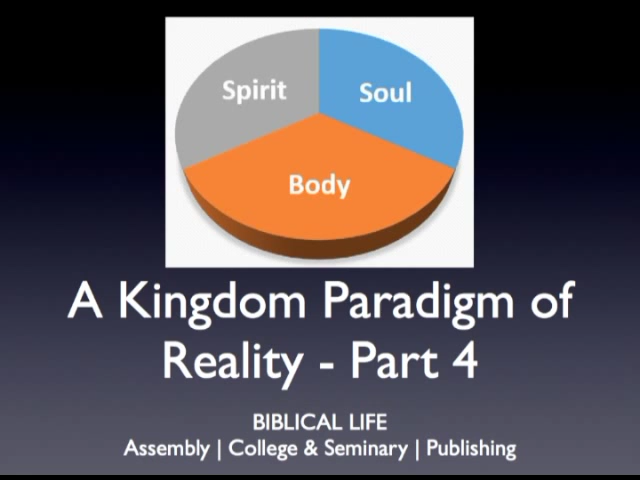 Spirit Soul
Body
A Kingdom Paradigm of
Reality - Part 4
BIBLICAL LIFE
Assembly | College & Seminary | Publishing